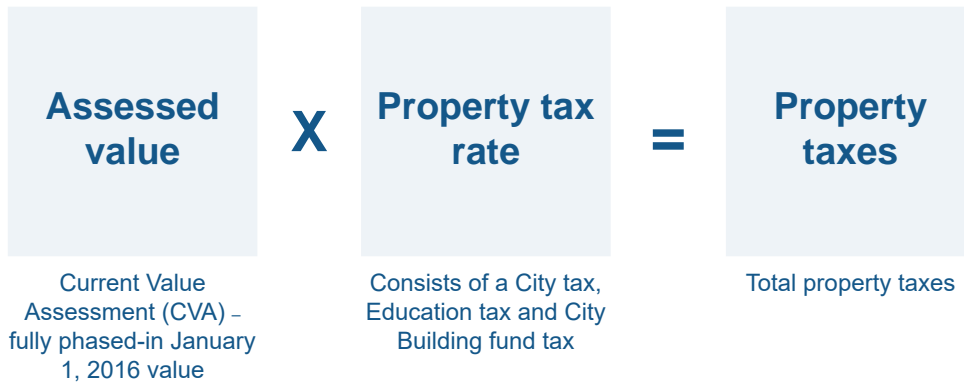 Assessed
value
X
Property tax
rate
=
Property
taxes
Current Value
Assessment (CVA) –
fully phased-in January
1, 2016 value
Consists of a City tax,
Education tax and City
Building fund tax
Total property taxes